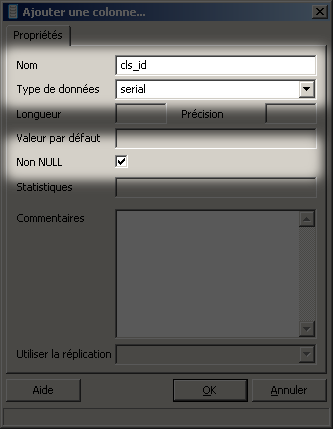 Ajouter une colonne...
Propriétés
Nom cls_id
Type de données serial
Longueur Précision
Valeur par défaut
Non NULL
Statistiques
Commentaires
Utiliser la réplication
Aide OK Annuler